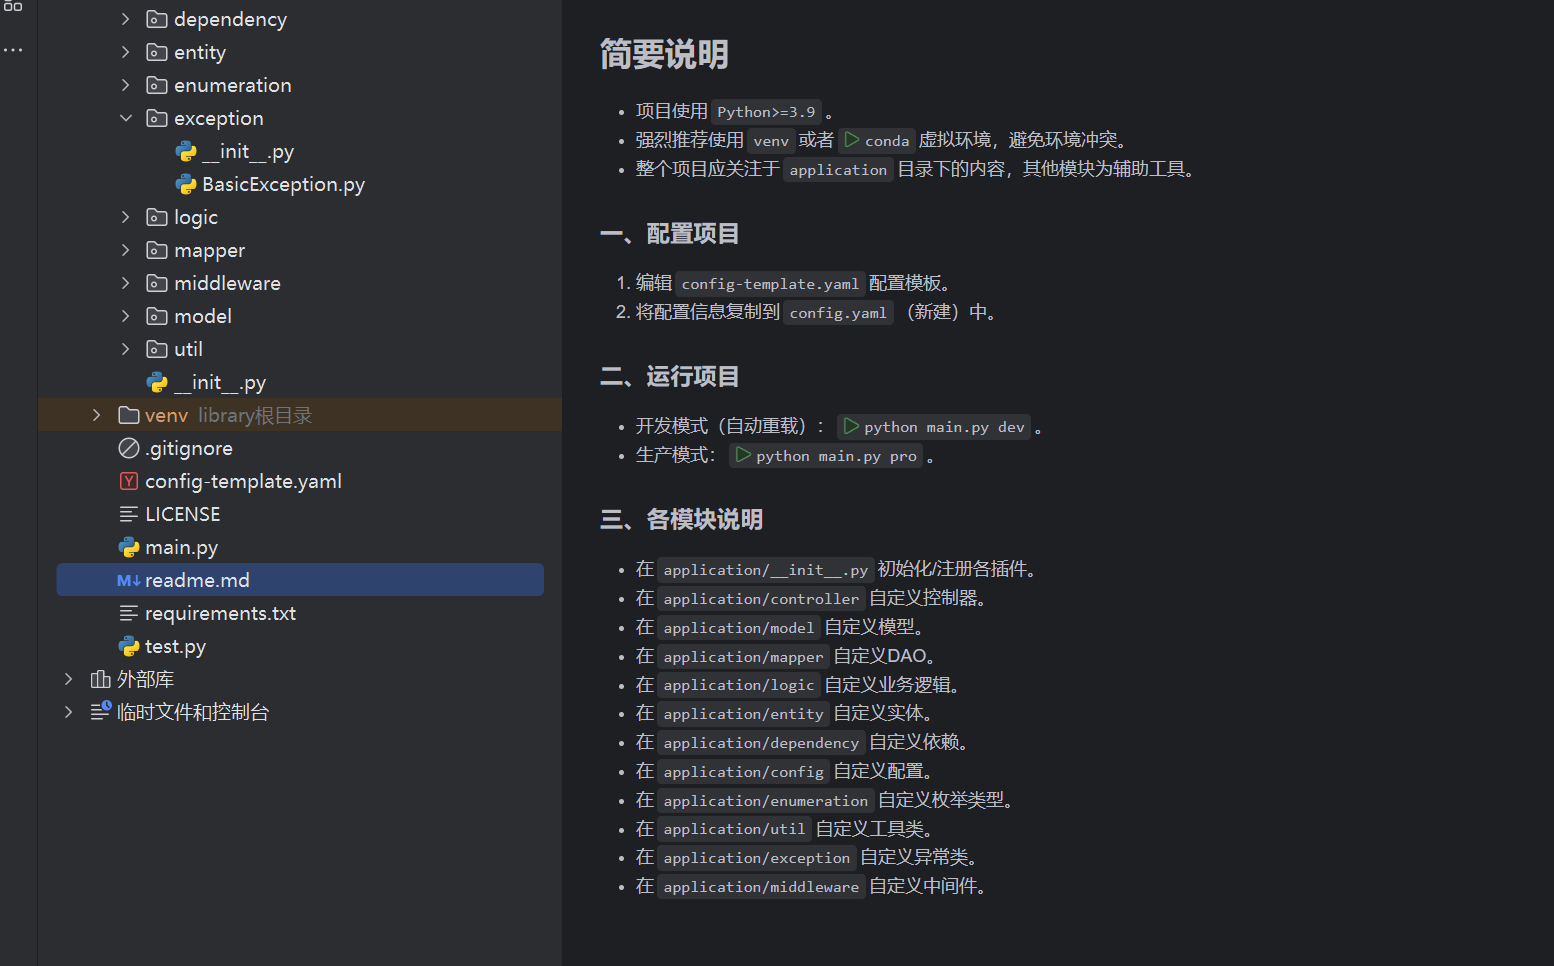 dependency
entity
enumeration
exception
__init__.py
BasicException.py
logic
mapper
middleware
model
util
__init__.py
venv library根目录
.gitignore
config-template.yaml
LICENSE
main.py
readme.md
requirements.txt
test.py
外部库
临时文件和控制台
简要说明
• 项目使用 Python>=3.9 。
• 强烈推荐使用 venv 或者 conda 虚拟环境，避免环境冲突。
• 整个项目应关注于 application 目录下的内容，其他模块为辅助工具。
一、配置项目
1. 编辑 config-template.yaml 配置模板。
2. 将配置信息复制到 config.yaml （新建）中。
二、运行项目
• 开发模式（自动重载）： python main.py dev 。
• 生产模式： python main.py pro 。
三、各模块说明
• 在 application/__init__.py 初始化/注册各插件。
• 在 application/controller 自定义控制器。
• 在 application/model 自定义模型。
• 在 application/mapper 自定义DAO。
• 在 application/logic 自定义业务逻辑。
• 在 application/entity 自定义实体。
• 在 application/dependency 自定义依赖。
• 在 application/config 自定义配置。
• 在 application/enumeration 自定义枚举类型。
• 在 application/util 自定义工具类。
• 在 application/exception 自定义异常类。
• 在 application/middleware 自定义中间件。